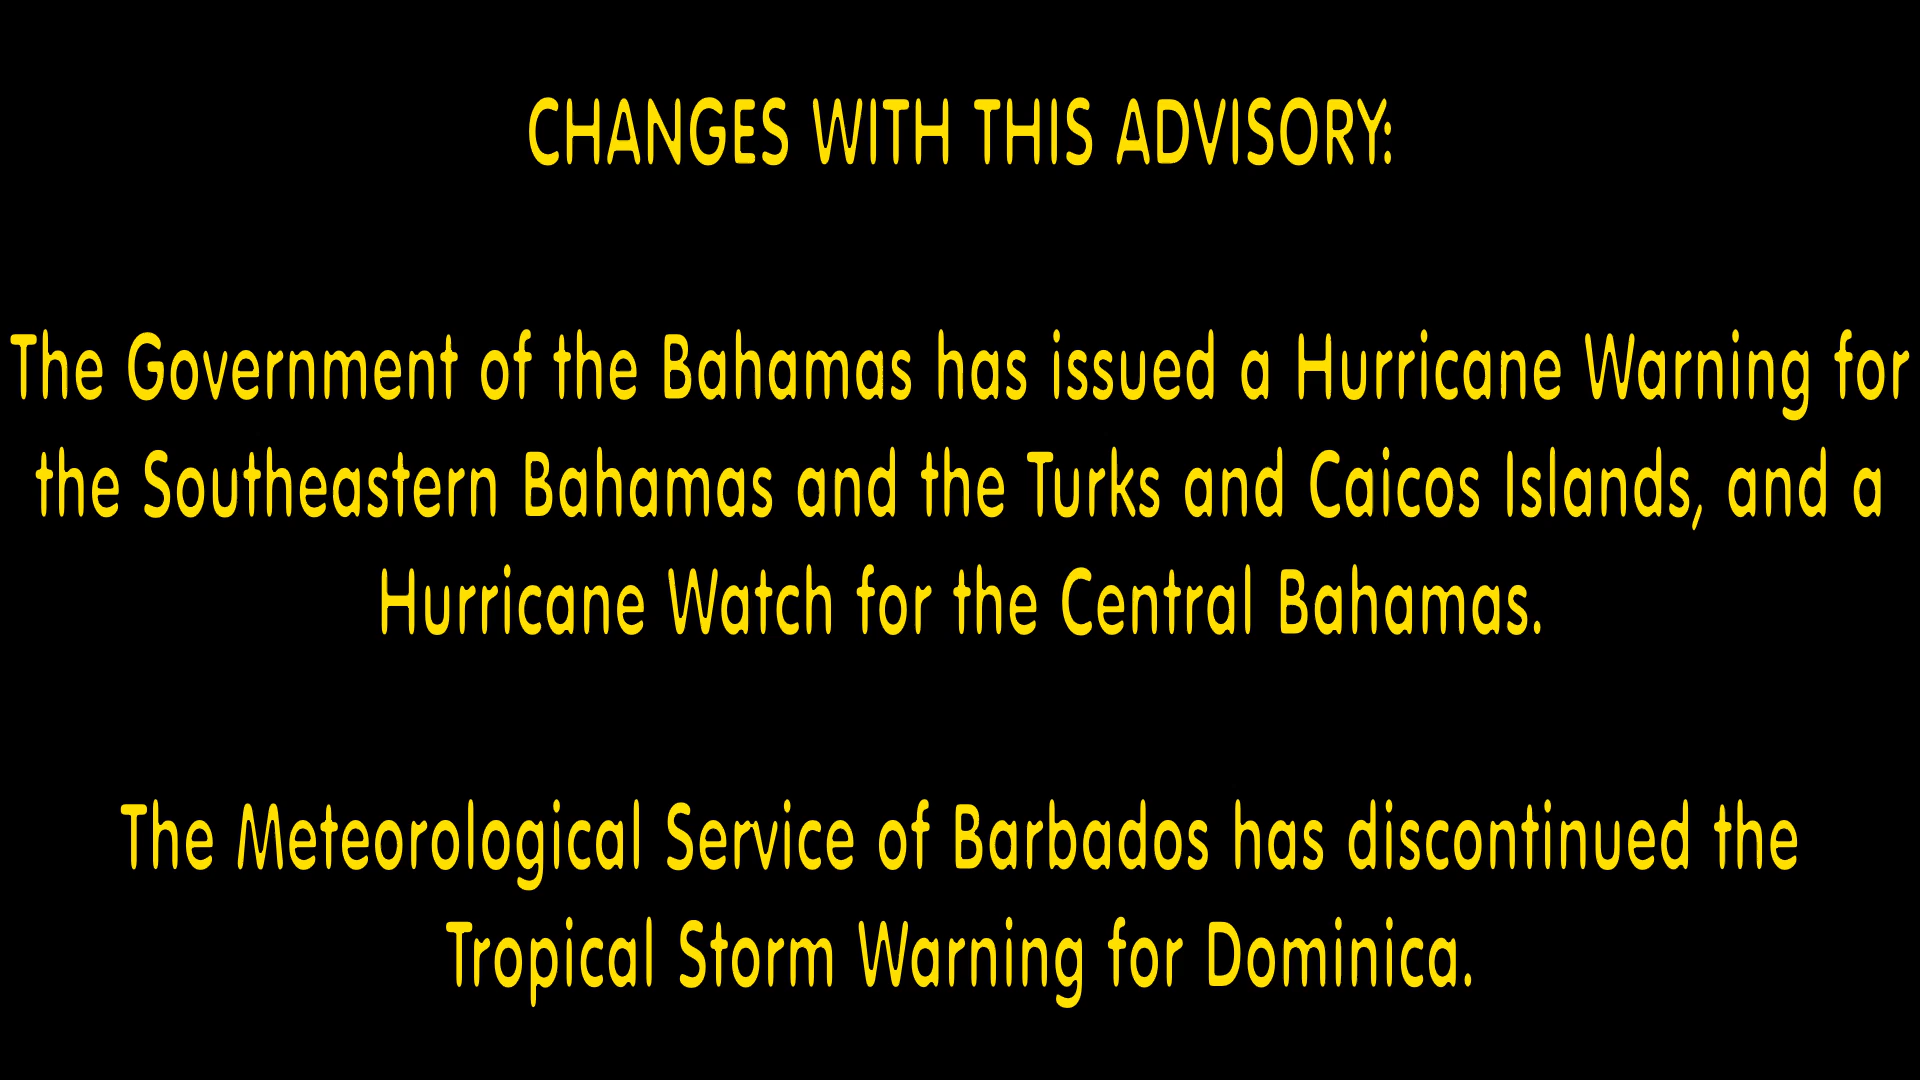 CHANGES WITH THIS ADVISORY:
The Government of the Bahamas has issued a Hurricane Warning for
the Southeastern Bahamas and the Turks and Caicos Islands, and a
Hurricane Watch for the Central Bahamas.
The Meteorological Service of Barbados has discontinued the
Tropical Storm Warning for Dominica.